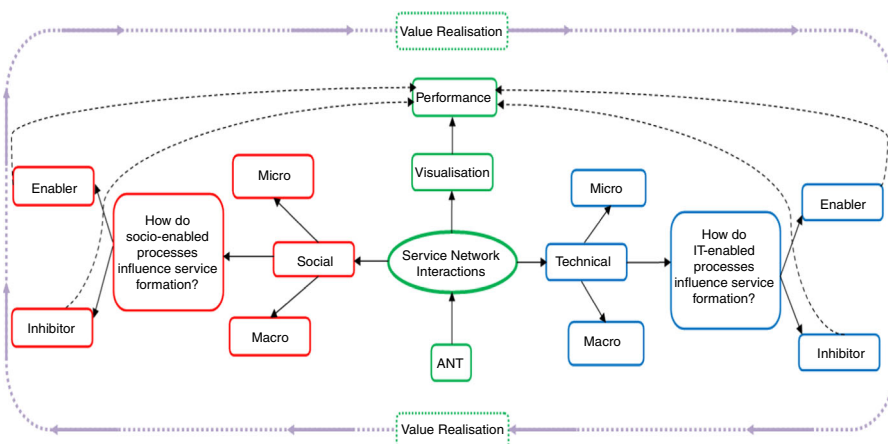 Value Realisation
Performance
Visualisation
Enabler
Micro
How do
socio-enabled
processes
influence service
formation?
Social
Inhibitor
Macro
Service Network
Interactions
ANT
Micro
Technical
Macro
How do
IT-enabled
processes
influence service
formation?
Enabler
Inhibitor
Value Realisation